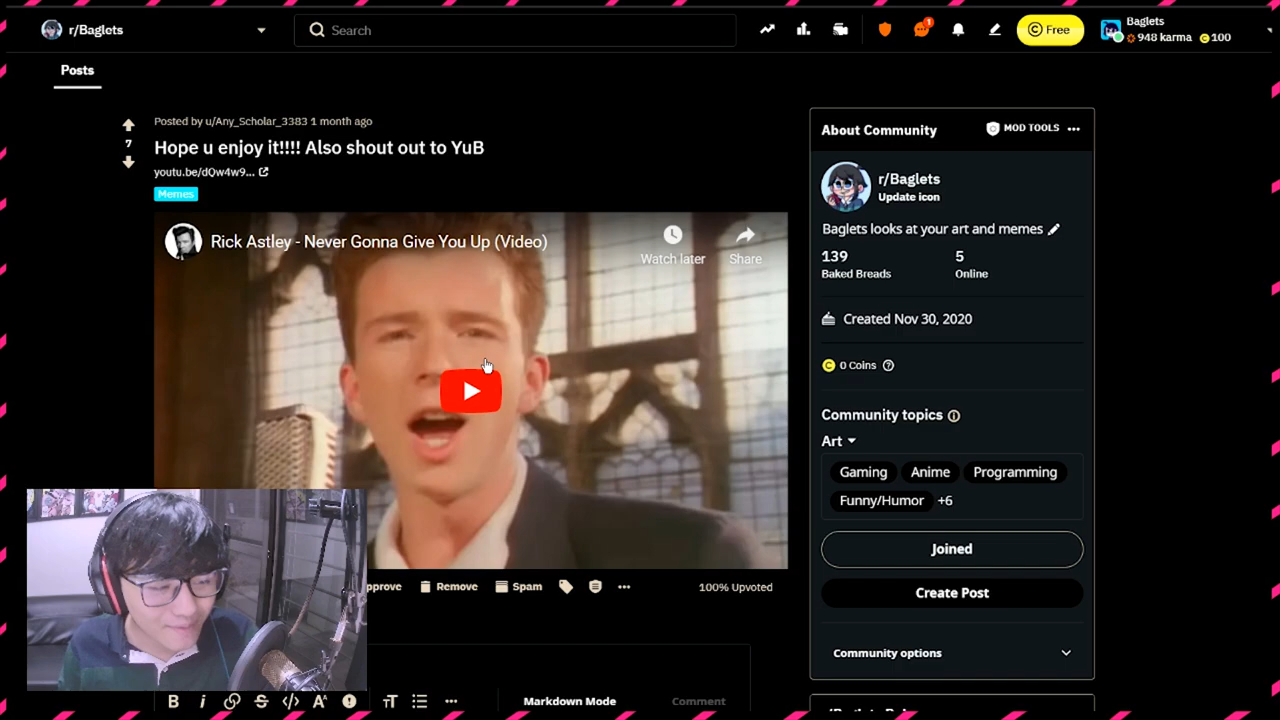 r/Baglets
Search
1
Free
Baglets
948 karma
100
Posts
Posted by u/Any_Scholar_3383 1 month ago
7
Hope u enjoy it!!!! Also shout out to YuB
youtu.be/dQw4w9...
Memes
Rick Astley - Never Gonna Give You Up (Video)
Watch later
Share
pprove
Remove
Spam
100% Upvoted
B i
Markdown Mode
Comment
About Community
MOD TOOLS
r/Baglets
Update icon
Baglets looks at your art and memes
139
Baked Breads
5
Online
Created Nov 30, 2020
0 Coins
Community topics
Art
Gaming
Anime
Programming
Funny/Humor
+6
Joined
Create Post
Community options